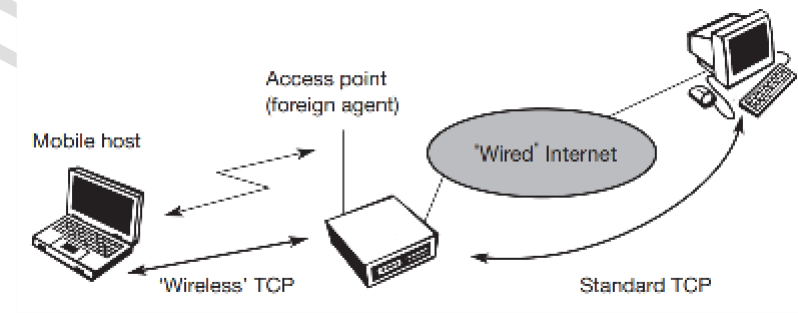 Access point
(foreign agent)
Mobile host
"Wired" Internet
'Wireless' TCP
Standard TCP